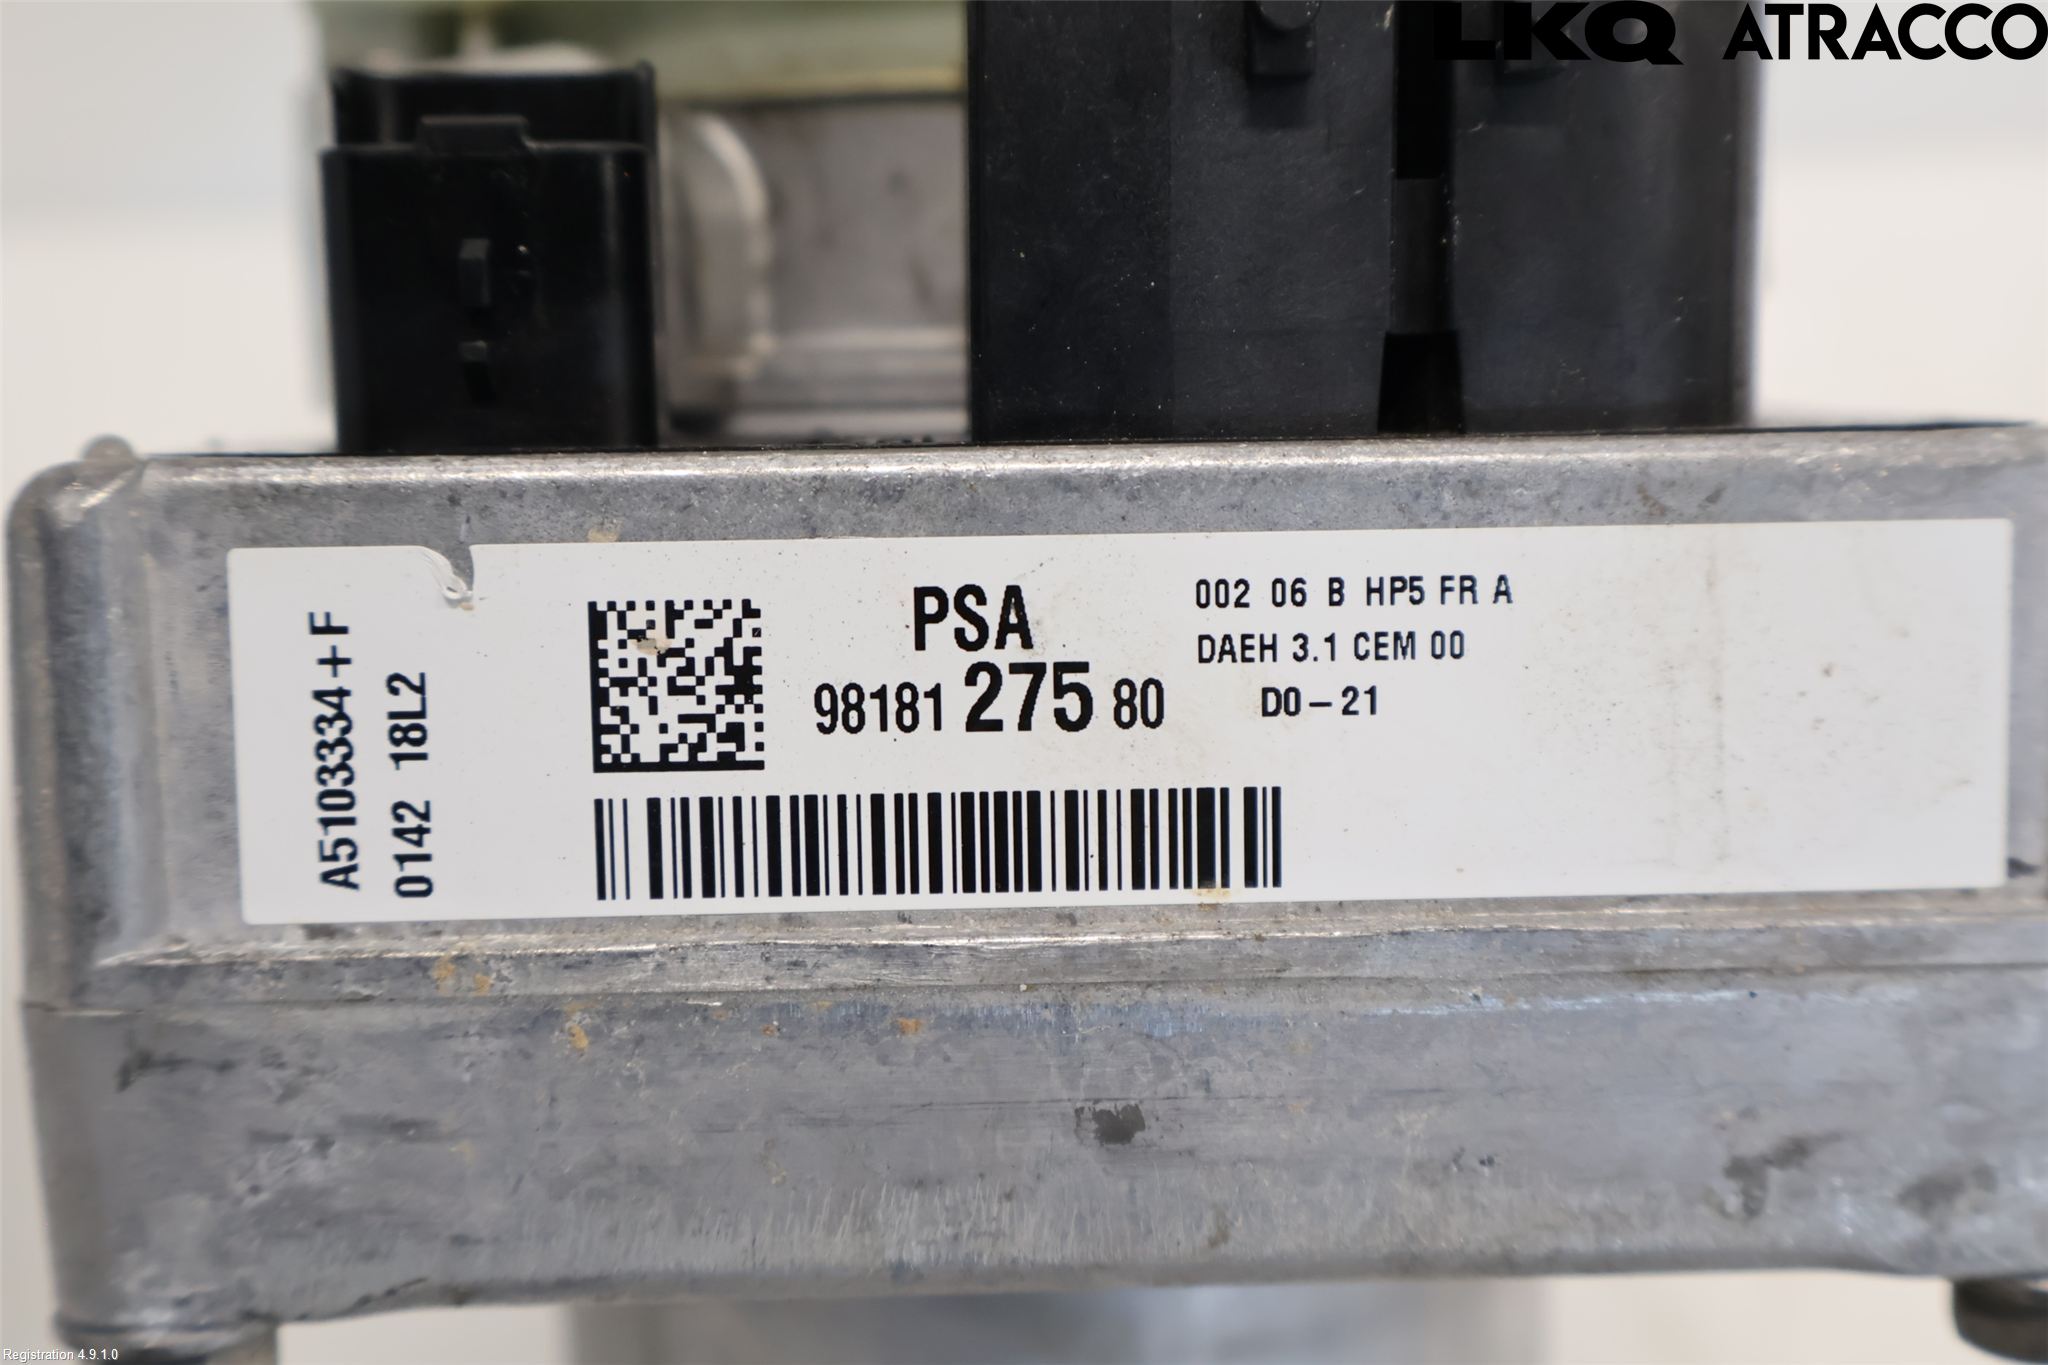 LKQ ATRACCO
A5103334+F
0142 18L2
PSA
98181 275 80
002 06 B HP5 FR A
DAEH 3.1 CEM 00
D0-21
Registration 4.9.1.0